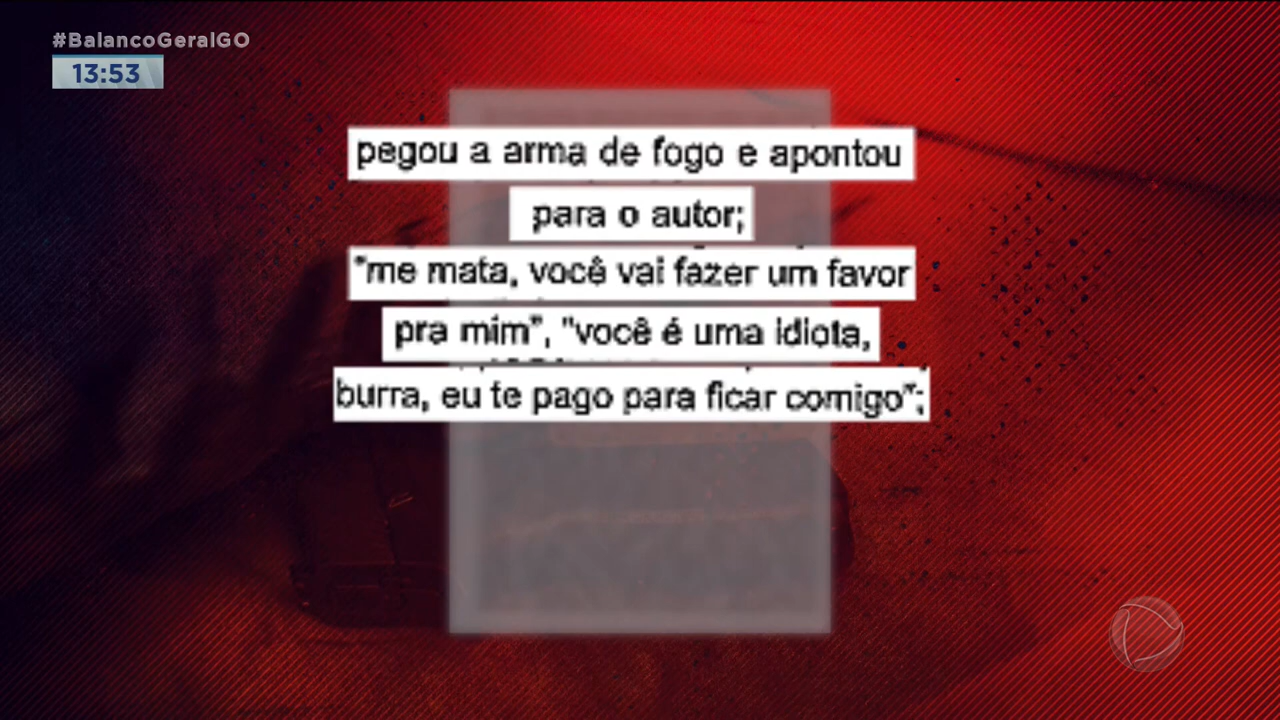 #BalancoGeralGO
13:53
pegou a arma de fogo e apontou
para o autor;
"me mata, você vai fazer um favor
pra mim", "você é uma idiota,
burra, eu te pago para ficar comigo";